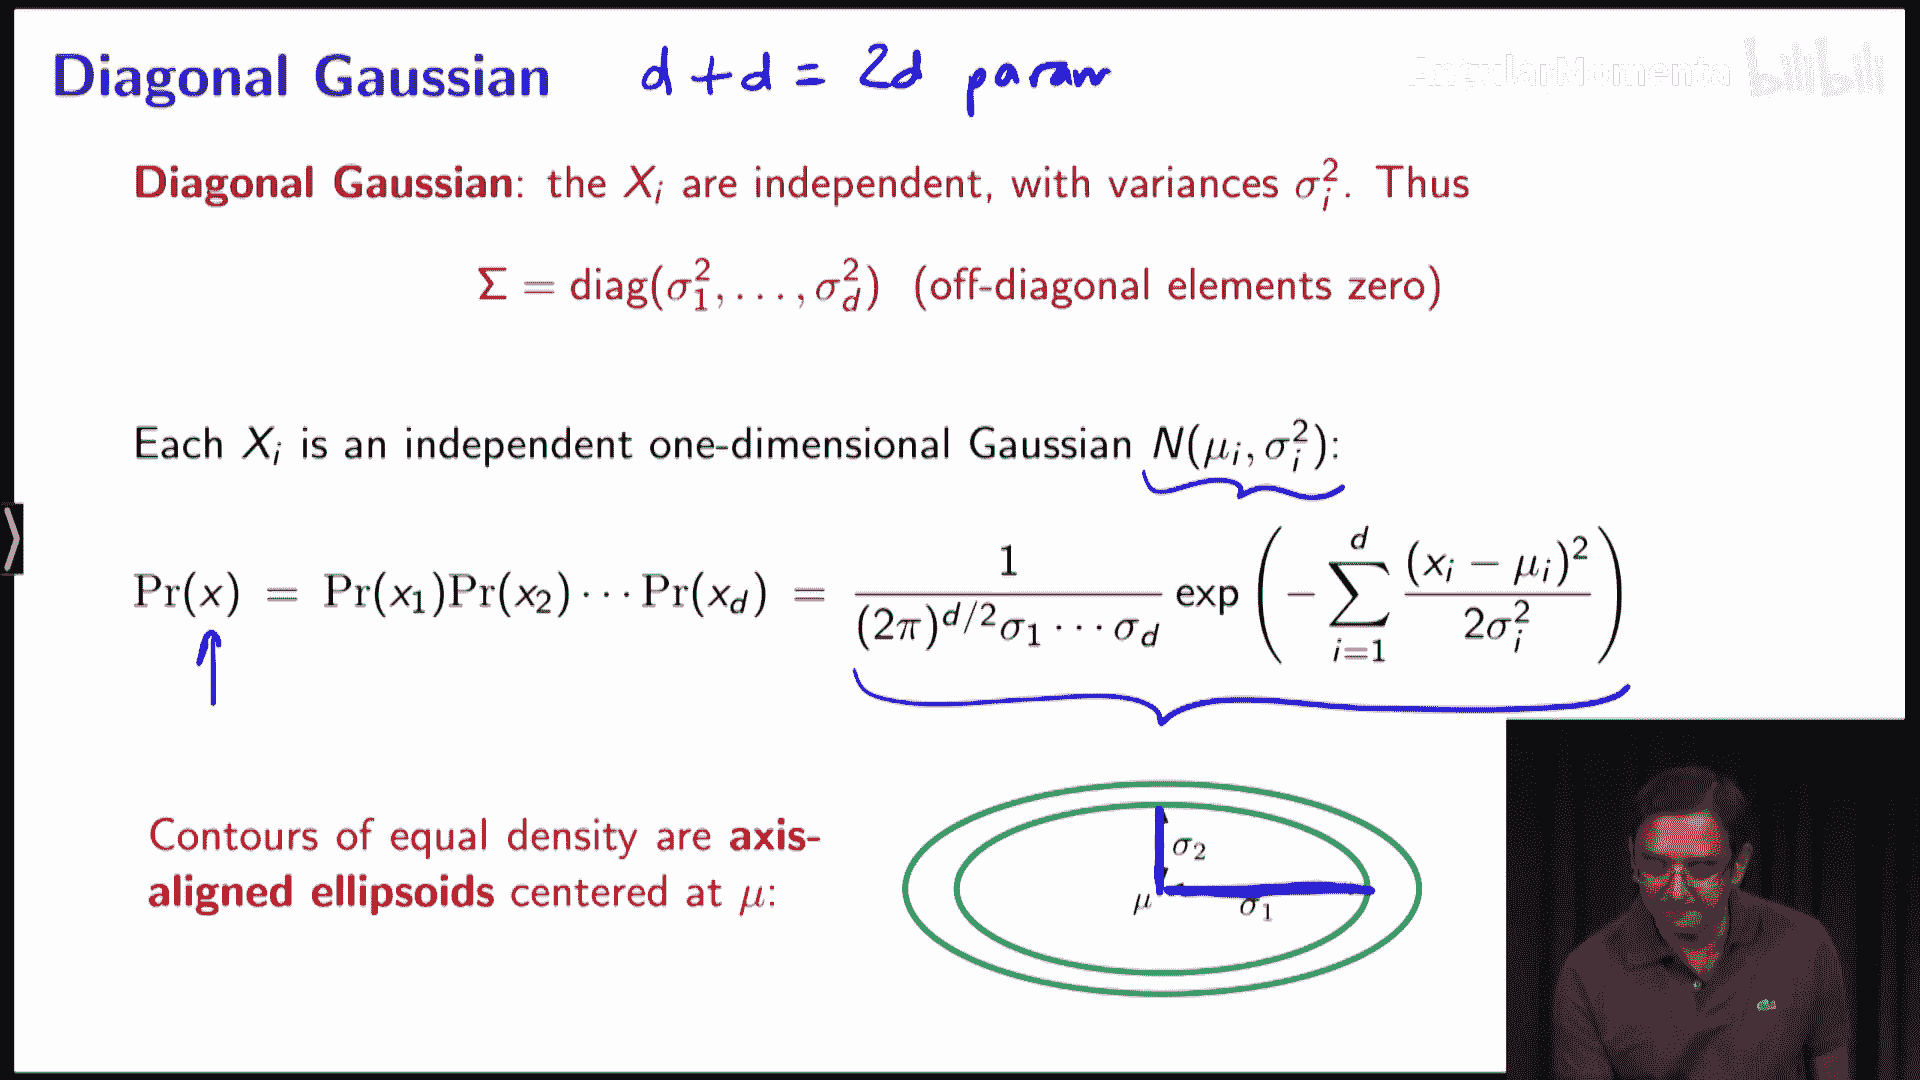 Diagonal Gaussian d + d = 2d param
AngularMomenta bilibili
Diagonal Gaussian: the Xᵢ are independent, with variances σᵢ². Thus
Σ = diag(σ₁², . . . , σ_d²) (off-diagonal elements zero)
Each Xᵢ is an independent one-dimensional Gaussian N(μᵢ, σᵢ²):
Pr(x) = Pr(x₁)Pr(x₂) · · · Pr(x_d) = 1 / ((2π)^{d/2} σ₁ · · · σ_d) exp ( − ∑_{i=1}^{d} (xᵢ − μᵢ)² / 2σᵢ² )
Contours of equal density are axis-
aligned ellipsoids centered at μ:
σ₂
μ
σ₁